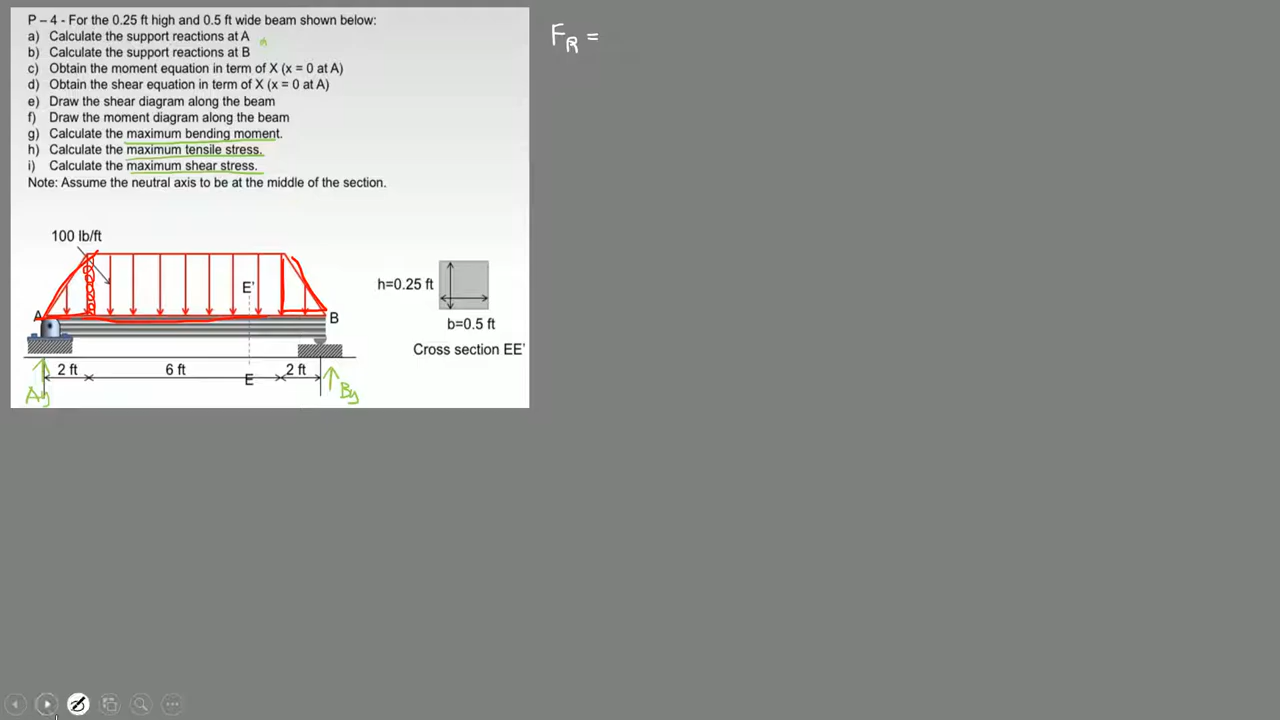 P – 4 - For the 0.25 ft high and 0.5 ft wide beam shown below:
a) Calculate the support reactions at A
b) Calculate the support reactions at B
c) Obtain the moment equation in term of X (x = 0 at A)
d) Obtain the shear equation in term of X (x = 0 at A)
e) Draw the shear diagram along the beam
f) Draw the moment diagram along the beam
g) Calculate the maximum bending moment.
h) Calculate the maximum tensile stress.
i) Calculate the maximum shear stress.
Note: Assume the neutral axis to be at the middle of the section.
F_R =
100 lb/ft
E'
h=0.25 ft
A
B
b=0.5 ft
Cross section EE'
2 ft
6 ft
E
2 ft
Ay
By